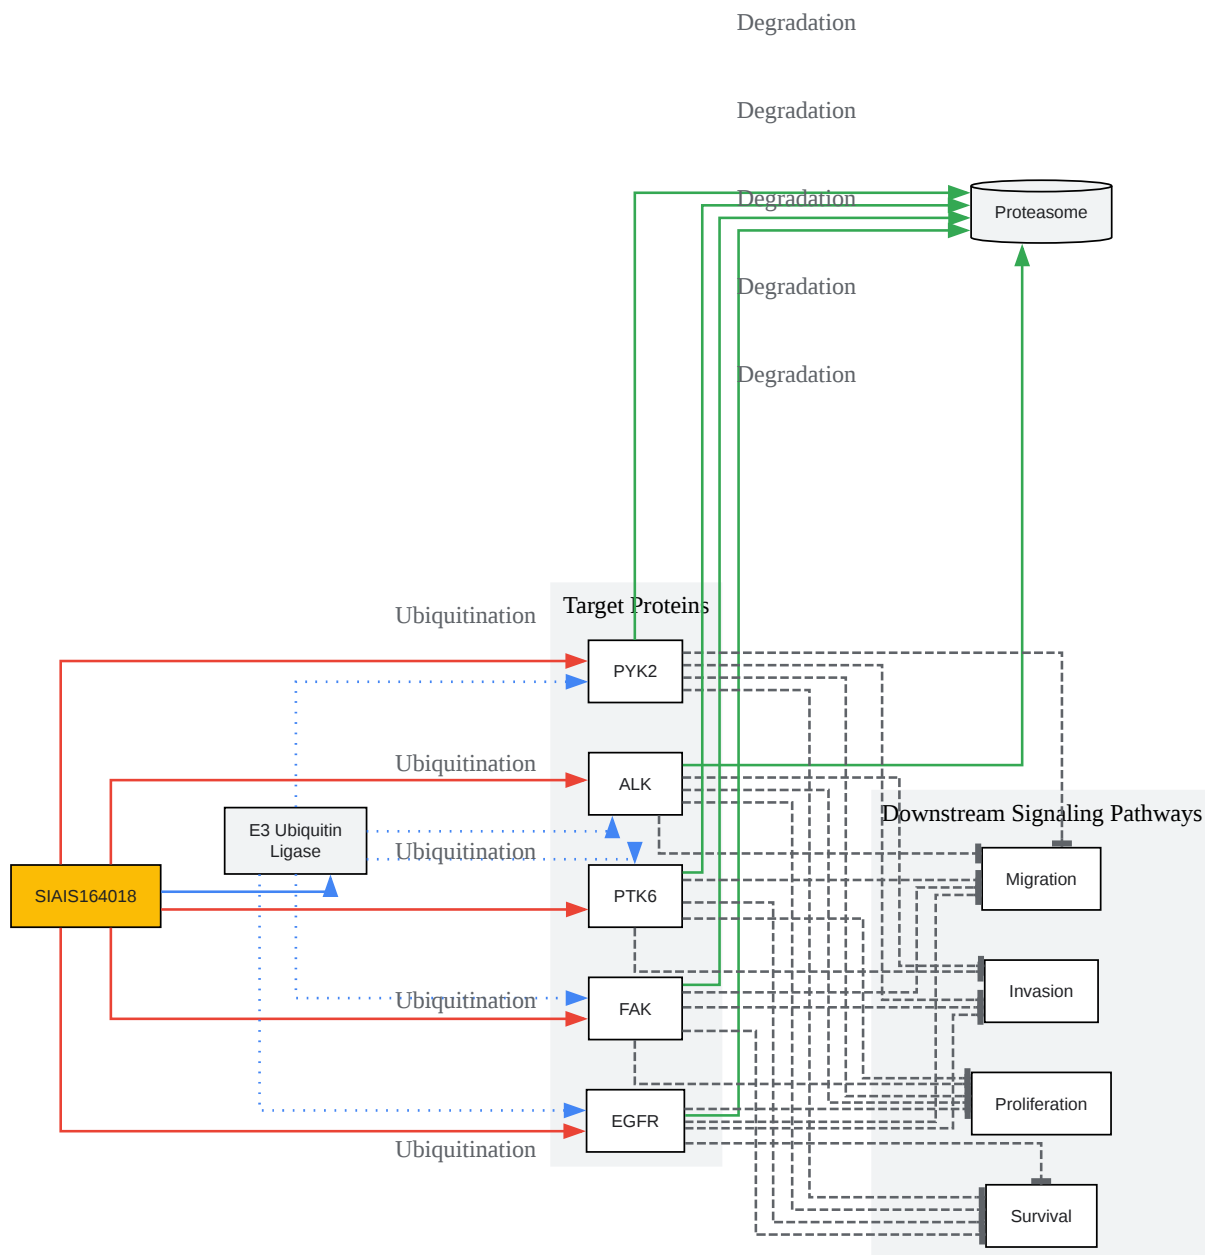 Degradation
Degradation
Degradation
Proteasome
Degradation
Degradation
Target Proteins
Ubiquitination
PYK2
Ubiquitination
ALK
Downstream Signaling Pathways
E3 Ubiquitin
Ligase
Ubiquitination
Migration
SIAIS164018
PTK6
Ubiquitination
FAK
Invasion
Proliferation
EGFR
Ubiquitination
Survival